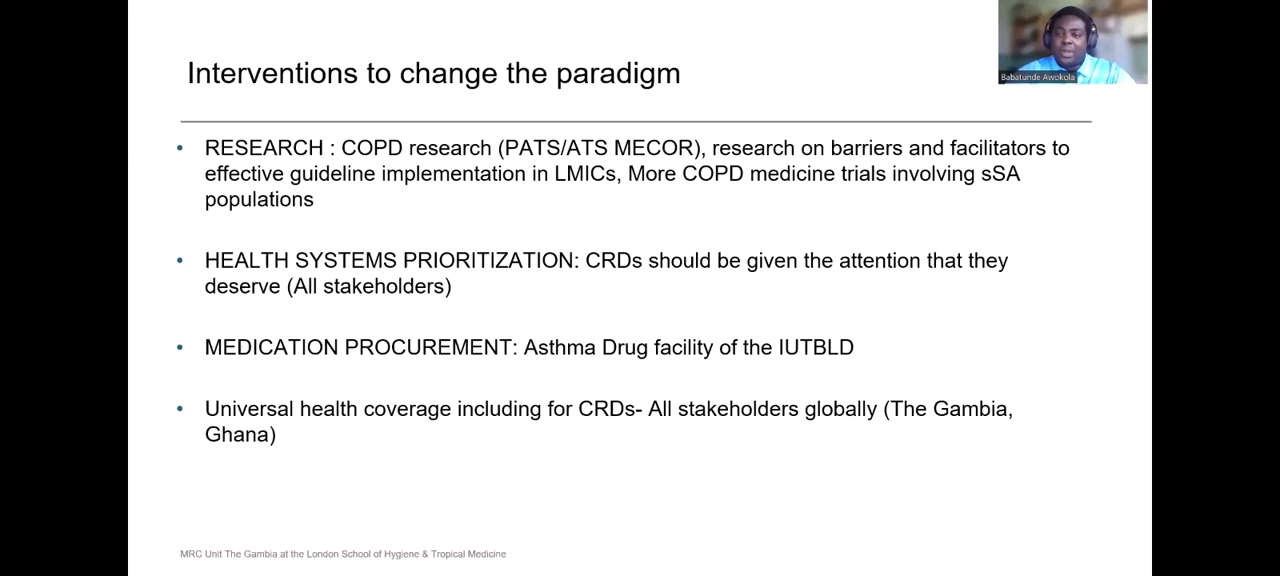 Interventions to change the paradigm
Babatunde Awokola
• RESEARCH : COPD research (PATS/ATS MECOR), research on barriers and facilitators to
effective guideline implementation in LMICs, More COPD medicine trials involving sSA
populations
• HEALTH SYSTEMS PRIORITIZATION: CRDs should be given the attention that they
deserve (All stakeholders)
• MEDICATION PROCUREMENT: Asthma Drug facility of the IUTBLD
• Universal health coverage including for CRDs- All stakeholders globally (The Gambia,
Ghana)
MRC Unit The Gambia at the London School of Hygiene & Tropical Medicine